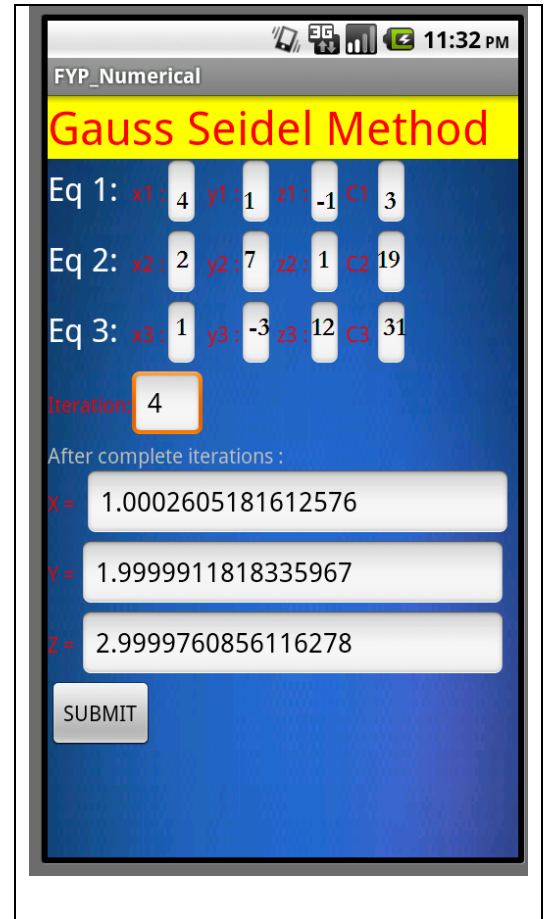 11:32 PM
FYP_Numerical
Gauss Seidel Method
Eq 1: x1 : 4 y1 : 1 z1 : -1 C1 3
Eq 2: x2 : 2 y2 : 7 z2 : 1 C2 19
Eq 3: x3 : 1 y3 : -3 z3 : 12 C3 31
Iteration: 4
After complete iterations :
X = 1.0002605181612576
Y = 1.9999911818335967
Z = 2.9999760856116278
SUBMIT